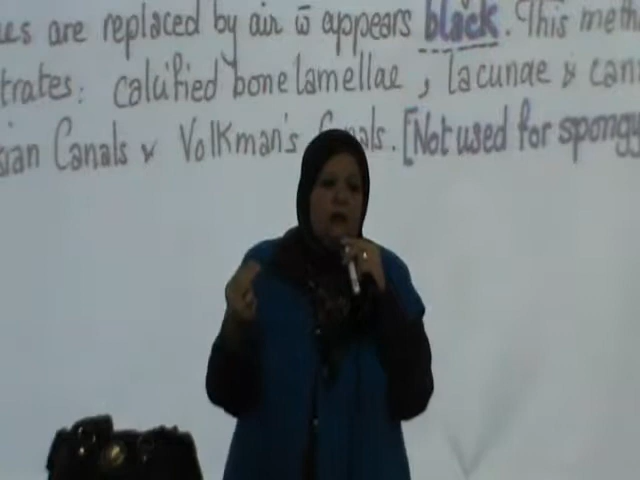 es are replaced by air ω̄ appears black. This meth
trates: calcified bone lamellae, lacunae & cana
sian Canals & Volkman's Canals. [Not used for spongy